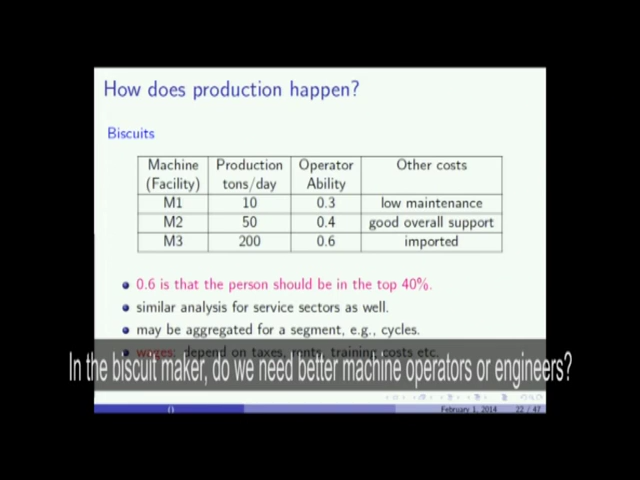 How does production happen?
Biscuits
Machine (Facility) Production tons/day Operator Ability Other costs
M1 10 0.3 low maintenance
M2 50 0.4 good overall support
M3 200 0.6 imported
0.6 is that the person should be in the top 40%.
similar analysis for service sectors as well.
may be aggregated for a segment, e.g., cycles.
wages: depend on taxes, rents, training costs etc.
In the biscuit maker, do we need better machine operators or engineers?
() February 1, 2014 22 / 47